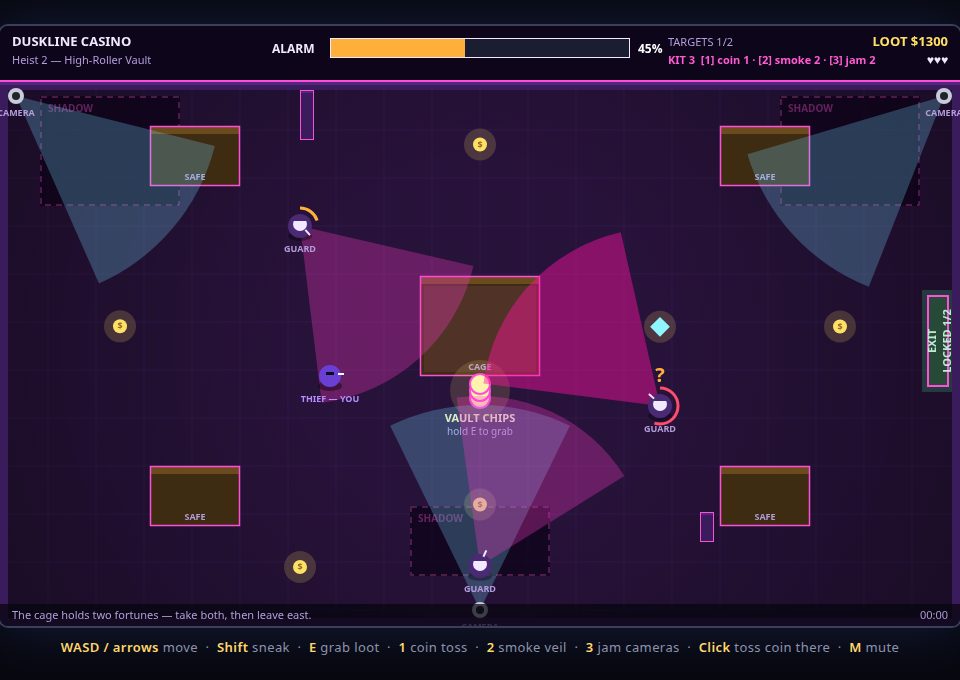 DUSKLINE CASINO
Heist 2 — High-Roller Vault
ALARM
45%
TARGETS 1/2
KIT 3 [1] coin 1 · [2] smoke 2 · [3] jam 2
LOOT $1300
♥♥♥
CAMERA
SHADOW
SAFE
$
SHADOW
SAFE
CAMERA
GUARD
$
CAGE
$
EXIT
LOCKED 1/2
THIEF — YOU
?
GUARD
VAULT CHIPS
hold E to grab
SAFE
$
SHADOW
SAFE
$
GUARD
CAMERA
The cage holds two fortunes — take both, then leave east.
00:00
WASD / arrows move · Shift sneak · E grab loot · 1 coin toss · 2 smoke veil · 3 jam cameras · Click toss coin there · M mute